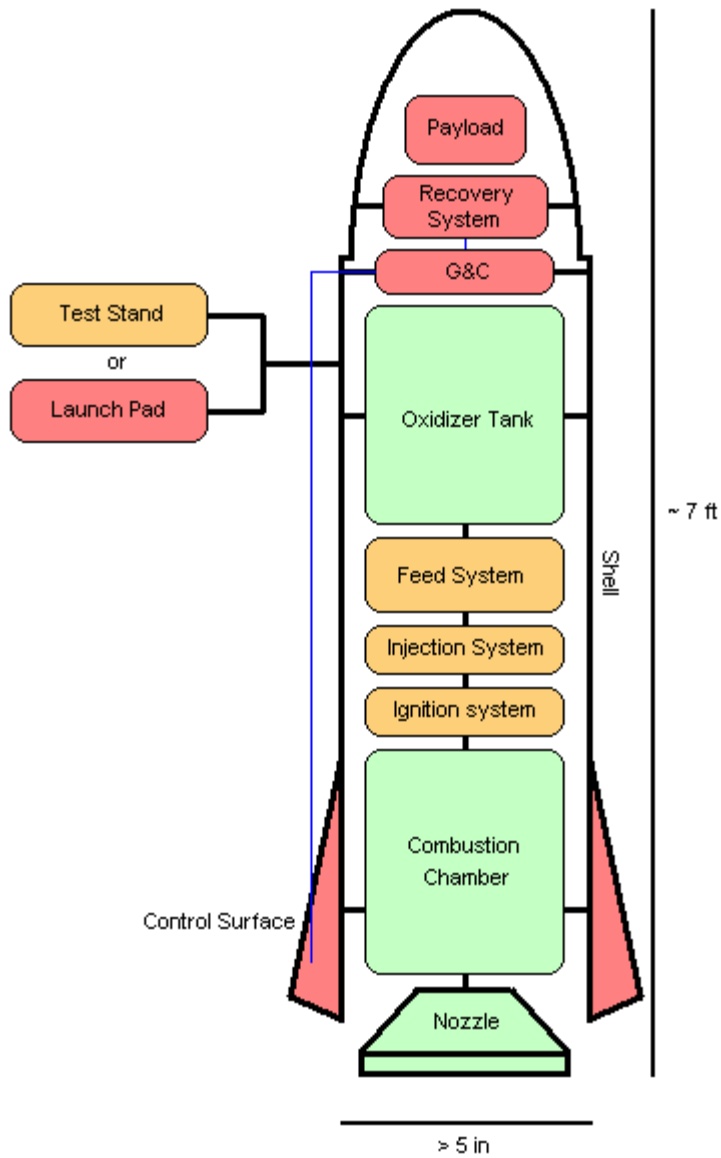 Payload
Recovery
System
G&C
Test Stand
or
Launch Pad
Oxidizer Tank
~ 7 ft
Feed System
Shell
Injection System
Ignition system
Combustion
Chamber
Control Surface
Nozzle
> 5 in